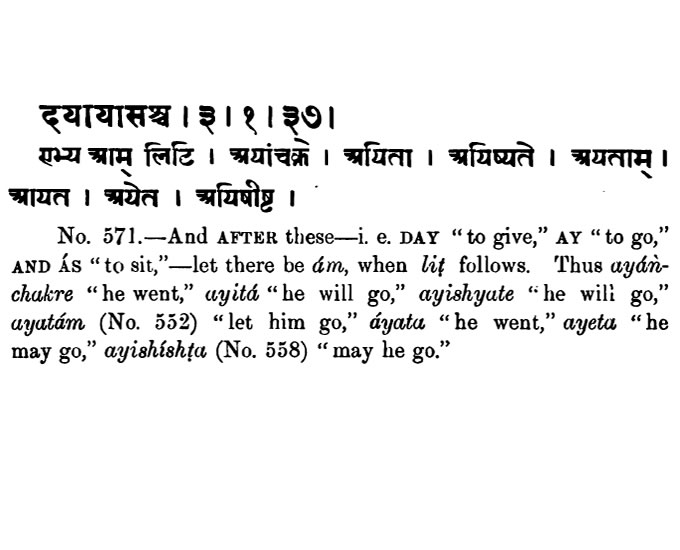 दयायासश्च । ३ । १ । ३७ ।
एभ्य आम् लिटि । अयांचक्रे । अयिता । अयिष्यते । अयताम् ।
आयत । अयेत । अयिषीष्ट ।
No. 571.—And AFTER these—i. e. DAY “to give,” AY “to go,”
AND ÁS “to sit,”—let there be ám, when liṭ follows. Thus ayáṅ-
chakre “he went,” ayitá “he will go,” ayishyate “he will go,”
ayatám (No. 552) “let him go,” áyata “he went,” ayeta “he
may go,” ayishíshṭa (No. 558) “may he go.”